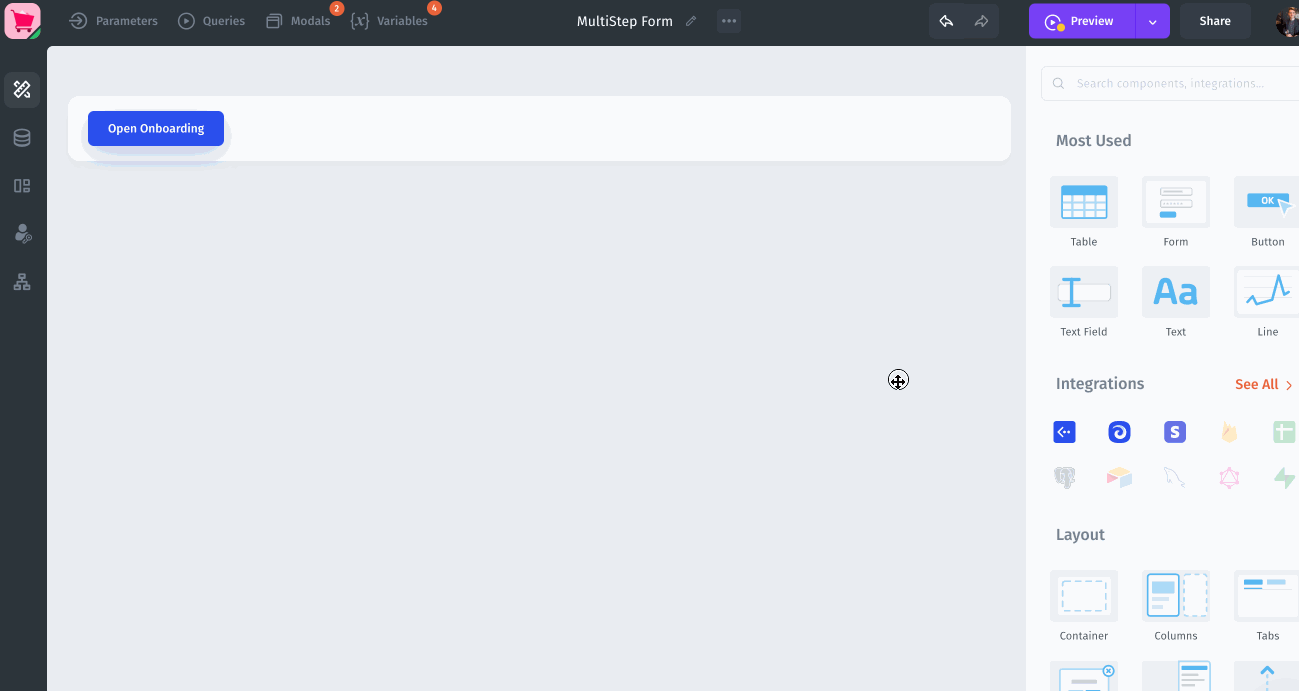 Parameters
Queries
Modals
2
{x} Variables
4
MultiStep Form
Preview
Share
Open Onboarding
Search components, integrations...
Most Used
OK
Table
Form
Button
Aa
Text Field
Text
Line
Integrations
See All
S
Layout
Container
Columns
Tabs